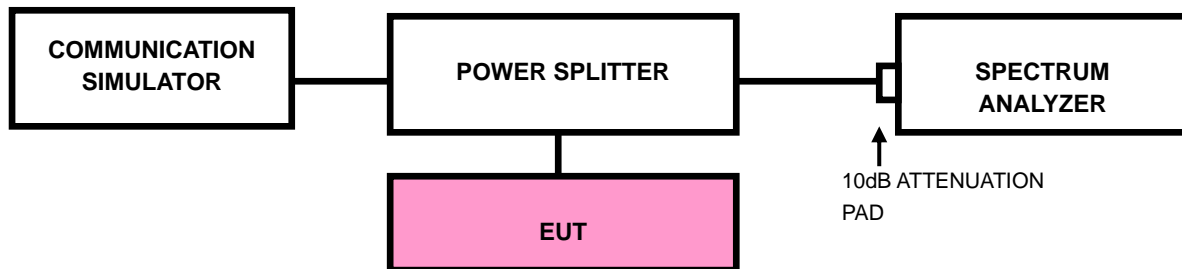 COMMUNICATION
SIMULATOR
POWER SPLITTER
SPECTRUM
ANALYZER
10dB ATTENUATION
PAD
EUT